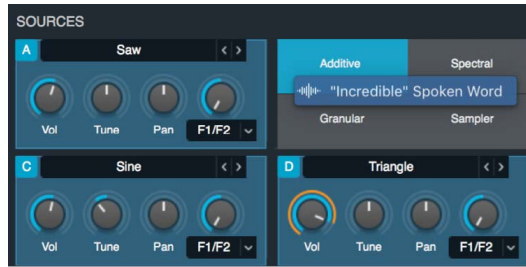 SOURCES
A Saw < >
Vol Tune Pan F1/F2
Additive Spectral
"Incredible" Spoken Word
Granular Sampler
C Sine < >
Vol Tune Pan F1/F2
D Triangle < >
Vol Tune Pan F1/F2